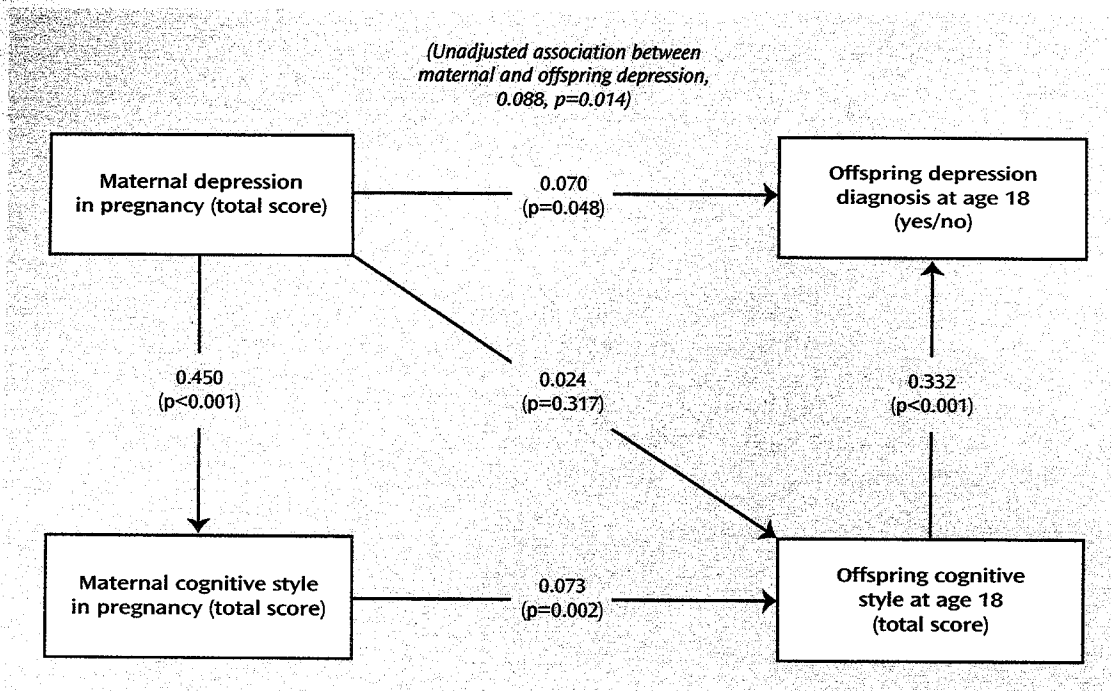 (Unadjusted association between
maternal and offspring depression,
0.088, p=0.014)
Maternal depression
in pregnancy (total score)
0.070
(p=0.048)
Offspring depression
diagnosis at age 18
(yes/no)
0.450
(p<0.001)
0.024
(p=0.317)
0.332
(p<0.001)
Maternal cognitive style
in pregnancy (total score)
0.073
(p=0.002)
Offspring cognitive
style at age 18
(total score)